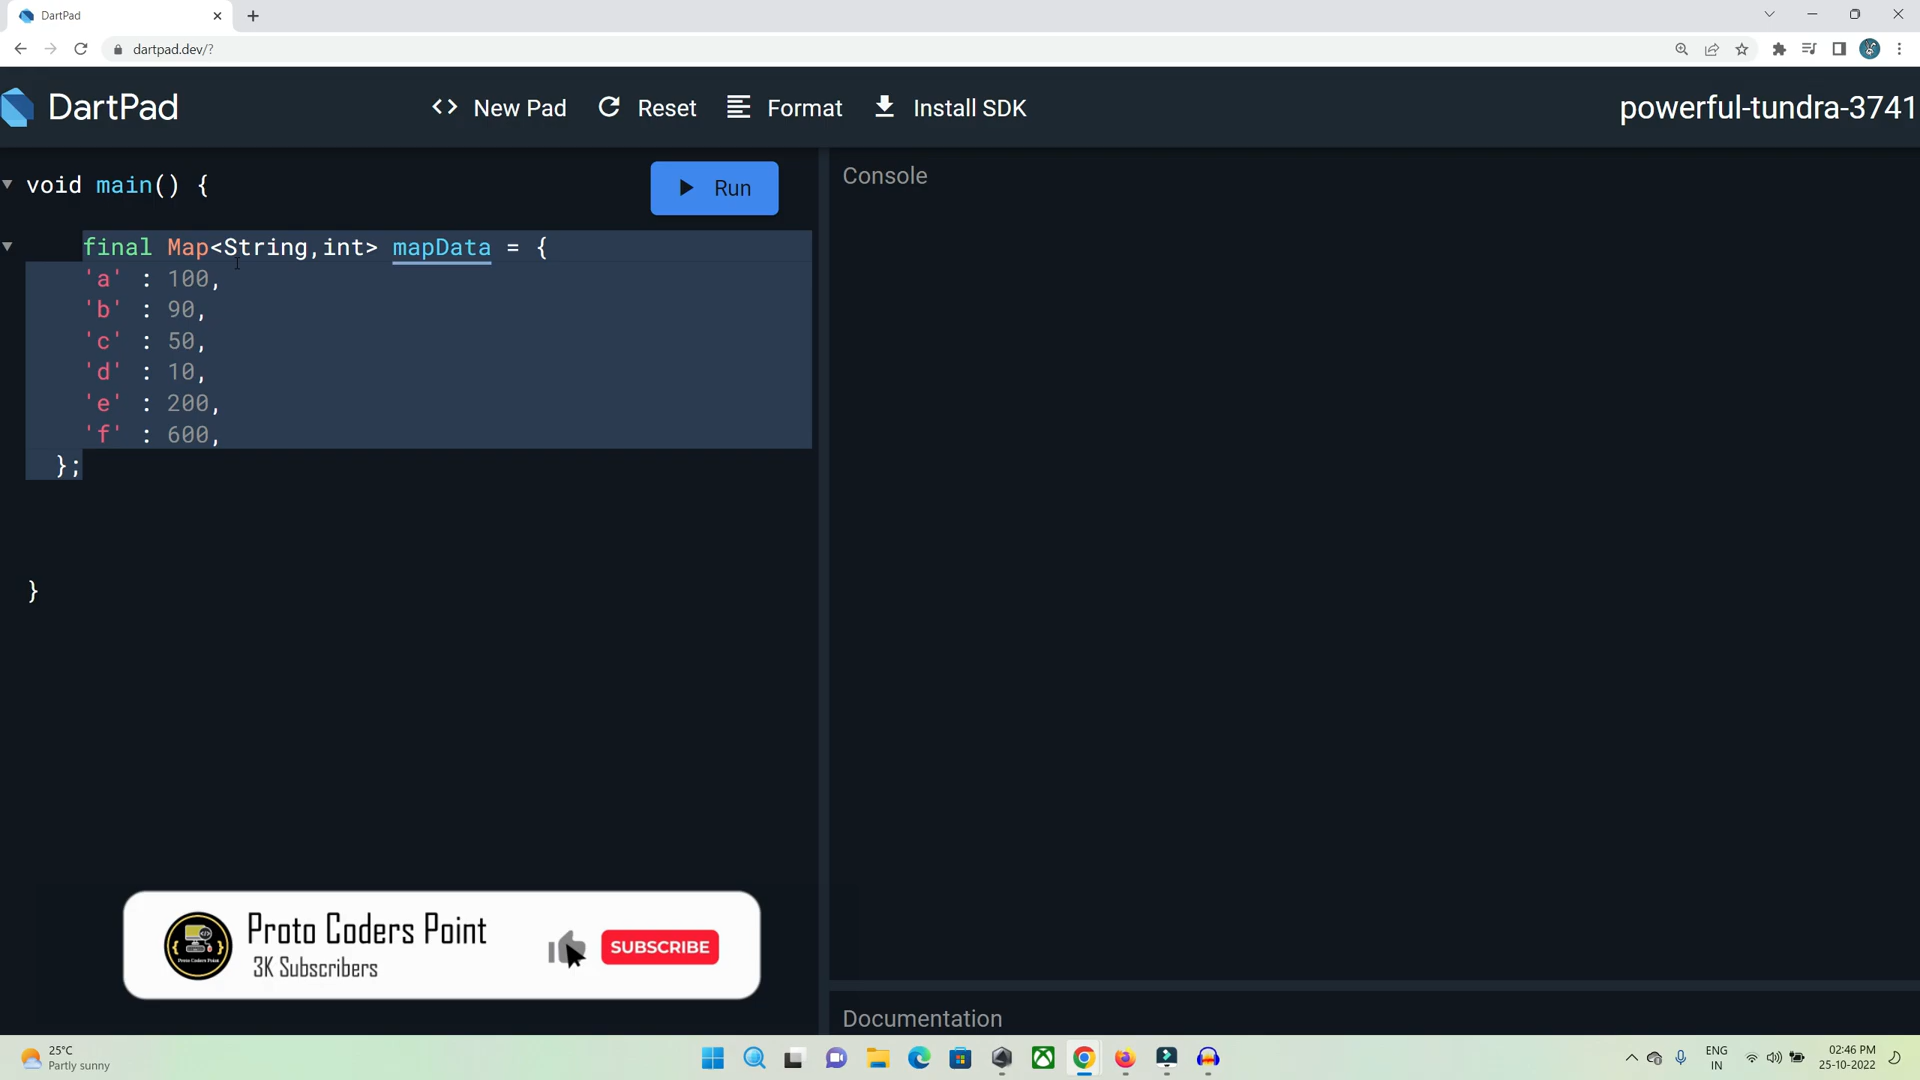 DartPad
dartpad.dev/?
DartPad
New Pad
Reset
Format
Install SDK
powerful-tundra-3741
void main() {
Run
Console
final Map<String,int> mapData = {
'a' : 100,
'b' : 90,
'c' : 50,
'd' : 10,
'e' : 200,
'f' : 600,
};
}
Proto Coders Point
3K Subscribers
SUBSCRIBE
Documentation
25°C
Partly sunny
ENG
IN
02:46 PM
25-10-2022